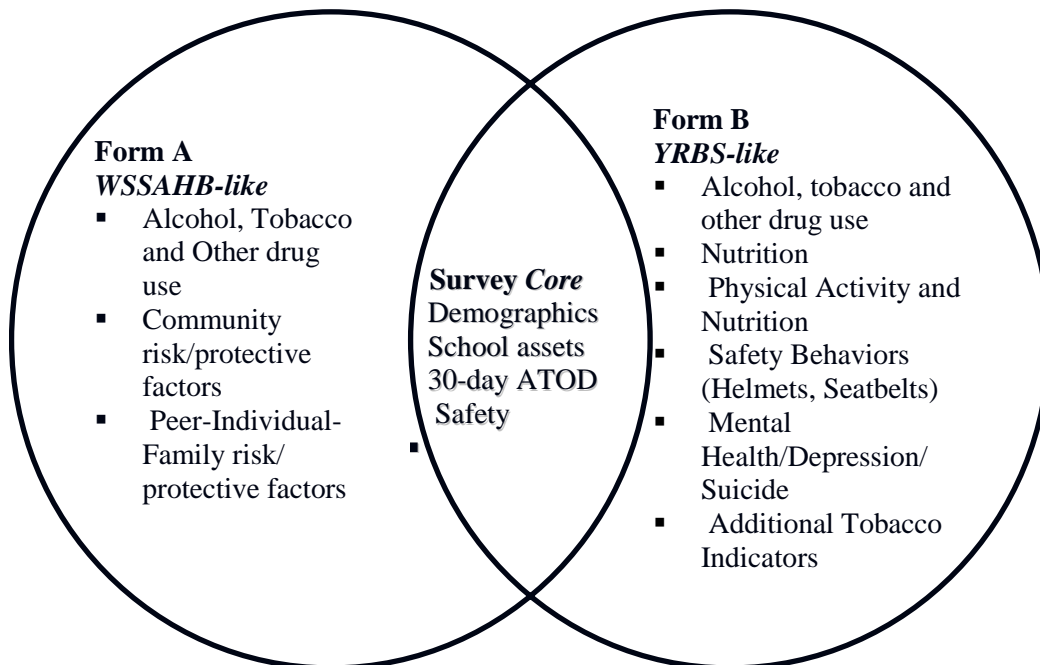 Form A
WSSAHB-like
▪ Alcohol, Tobacco
and Other drug
use
▪ Community
risk/protective
factors
▪ Peer-Individual-
Family risk/
protective factors
Survey Core
Demographics
School assets
30-day ATOD
Safety
▪
Form B
YRBS-like
▪ Alcohol, tobacco and
other drug use
▪ Nutrition
▪ Physical Activity and
Nutrition
▪ Safety Behaviors
(Helmets, Seatbelts)
▪ Mental
Health/Depression/
Suicide
▪ Additional Tobacco
Indicators